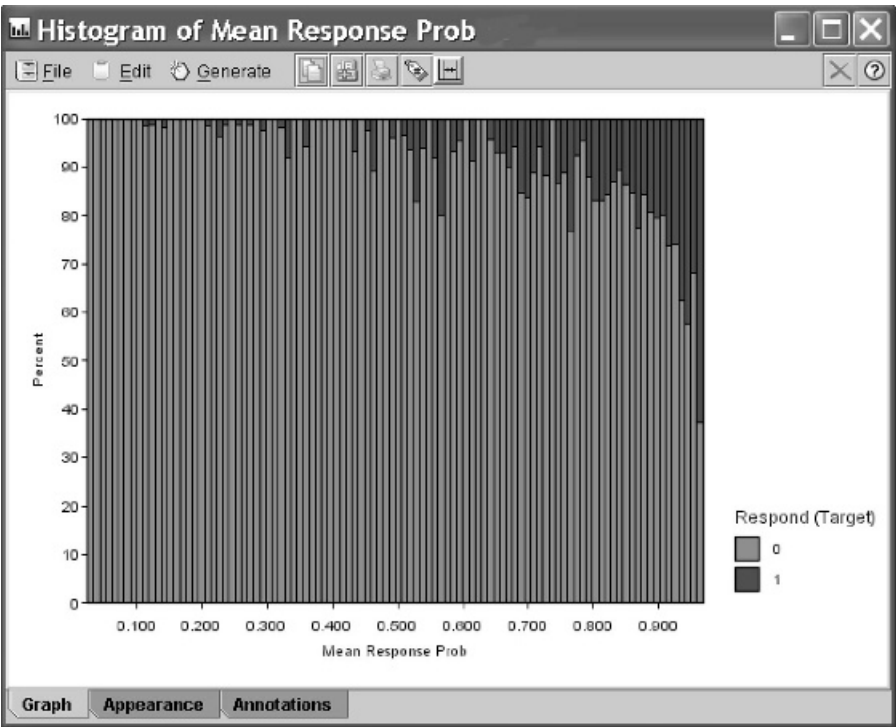 Histogram of Mean Response Prob
File Edit Generate
100
90
80
70
60
50
40
30
20
10
0
Percent
0.100 0.200 0.300 0.400 0.500 0.600 0.700 0.800 0.900
Mean Response Prob
Respond (Target)
0
1
Graph Appearance Annotations